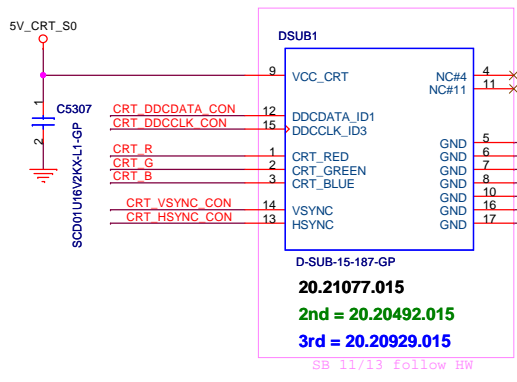 5V_CRT_S0
DSUB1
9 VCC_CRT NC#4 4
NC#11 11
1 C5307
2 SCD01U16V2KX-L1-GP
CRT_DDCDATA_CON 12 DDCDATA_ID1
CRT_DDCCLK_CON 15 DDCCLK_ID3
GND 5
CRT_R 1 CRT_RED GND 6
CRT_G 2 CRT_GREEN GND 7
CRT_B 3 CRT_BLUE GND 8
GND 10
CRT_VSYNC_CON 14 VSYNC GND 16
CRT_HSYNC_CON 13 HSYNC GND 17
D-SUB-15-187-GP
20.21077.015
2nd = 20.20492.015
3rd = 20.20929.015
SB 11/13 follow HW